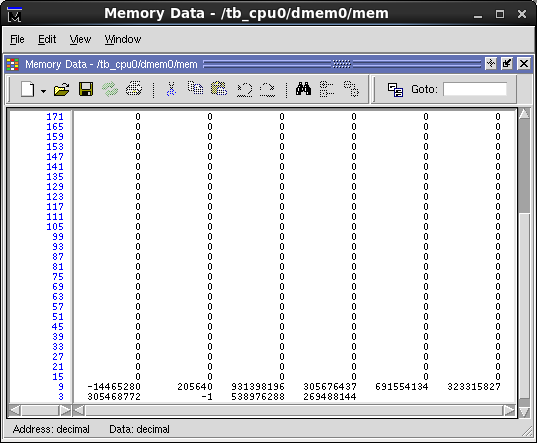 Memory Data - /tb_cpu0/dmem0/mem
File Edit View Window
Memory Data - /tb_cpu0/dmem0/mem
Goto:
171 0 0 0 0 0 0
165 0 0 0 0 0 0
159 0 0 0 0 0 0
153 0 0 0 0 0 0
147 0 0 0 0 0 0
141 0 0 0 0 0 0
135 0 0 0 0 0 0
129 0 0 0 0 0 0
123 0 0 0 0 0 0
117 0 0 0 0 0 0
111 0 0 0 0 0 0
105 0 0 0 0 0 0
99 0 0 0 0 0 0
93 0 0 0 0 0 0
87 0 0 0 0 0 0
81 0 0 0 0 0 0
75 0 0 0 0 0 0
69 0 0 0 0 0 0
63 0 0 0 0 0 0
57 0 0 0 0 0 0
51 0 0 0 0 0 0
45 0 0 0 0 0 0
39 0 0 0 0 0 0
33 0 0 0 0 0 0
27 0 0 0 0 0 0
21 0 0 0 0 0 0
15 0 0 0 0 0 0
9 -14465280 205640 931398196 305676437 691554134 323315827
3 305468772 -1 538976288 269488144
Address: decimal Data: decimal